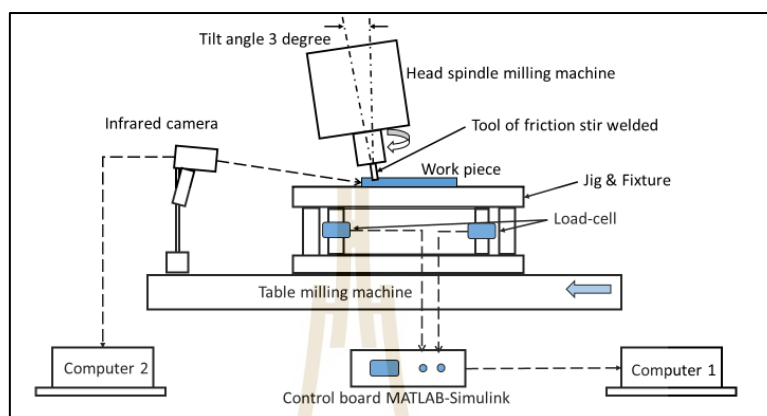 Tilt angle 3 degree
Head spindle milling machine
Infrared camera
Tool of friction stir welded
Work piece
Jig & Fixture
Load-cell
Table milling machine
Computer 2
Computer 1
Control board MATLAB-Simulink